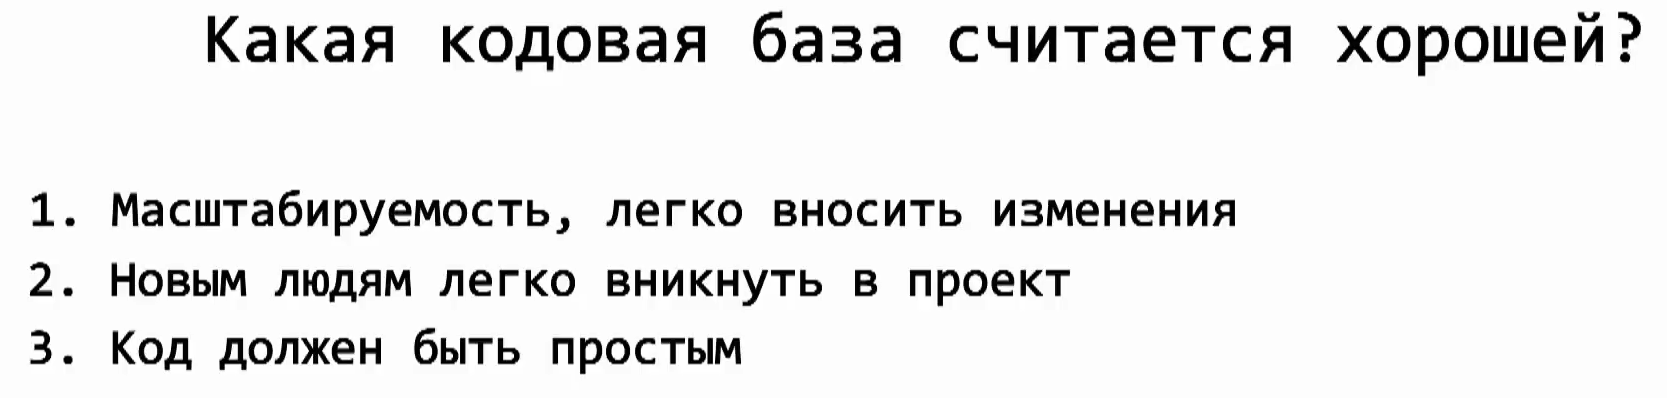 Какая кодовая база считается хорошей?
1. Масштабируемость, легко вносить изменения
2. Новым людям легко вникнуть в проект
3. Код должен быть простым